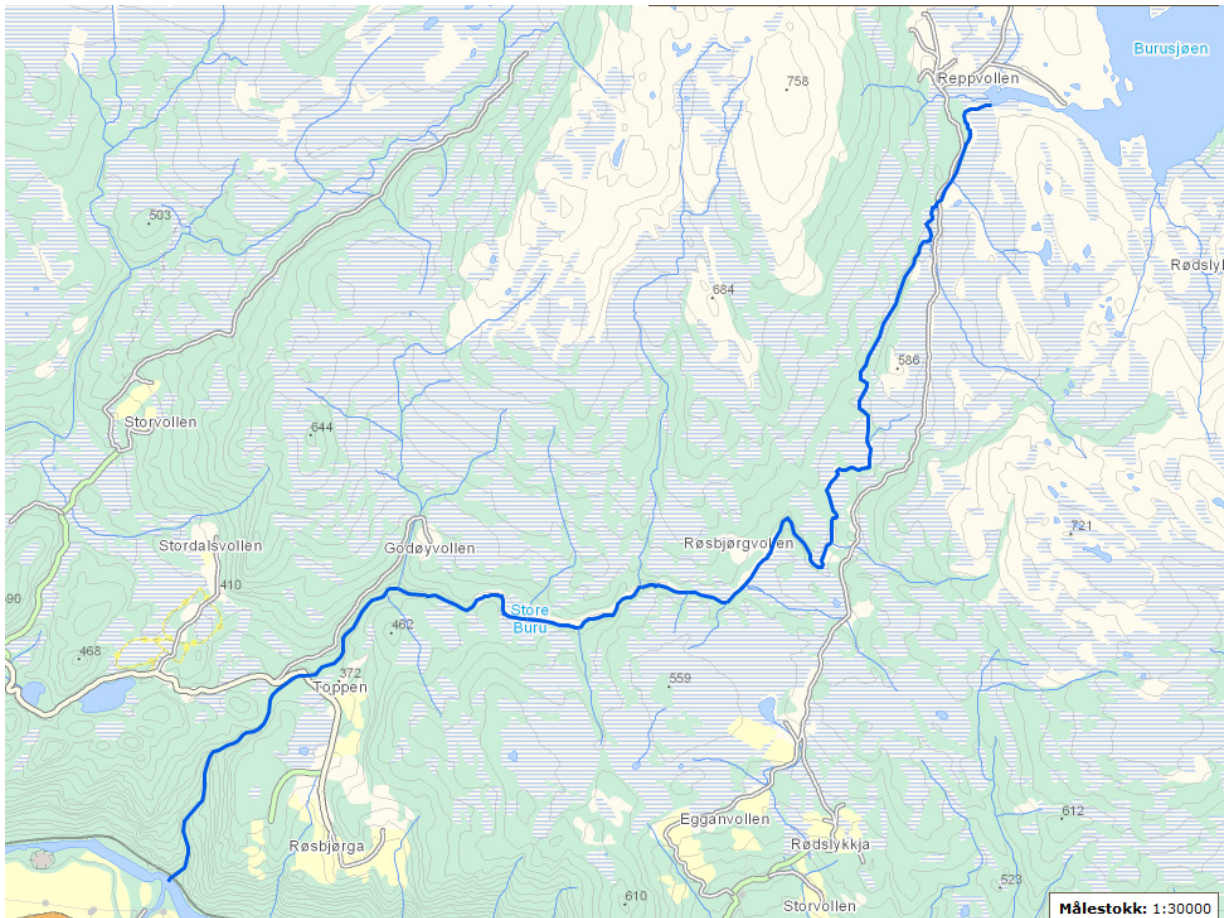 Burusjøen
Reppvollen
758
503
684
Rødslyk
586
Storvollen
644
721
Stordalsvollen
Godøyvollen
Røsbjørgvollen
410
90
Store
Buru
462
468
372
Toppen
559
612
Egganvollen
Røsbjørga
Rødslykkja
523
610
Storvollen
Målestokk: 1:30000